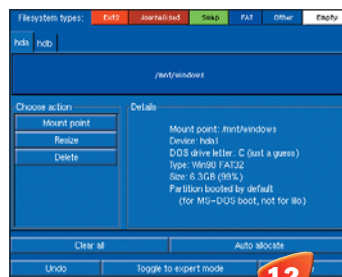 Filesystem types: Ext2 Journalised Swap FAT Other Empty
hda hdb
/mnt/windows
Choose action
Mount point
Resize
Delete
Details
Mount point: /mnt/windows
Device: hda1
DOS drive letter: C (just a guess)
Type: Win98 FAT32
Size: 6.3GB (99%)
Partition booted by default
(for MS-DOS boot, not for lilo)
Clear all Auto allocate
Undo Toggle to expert mode